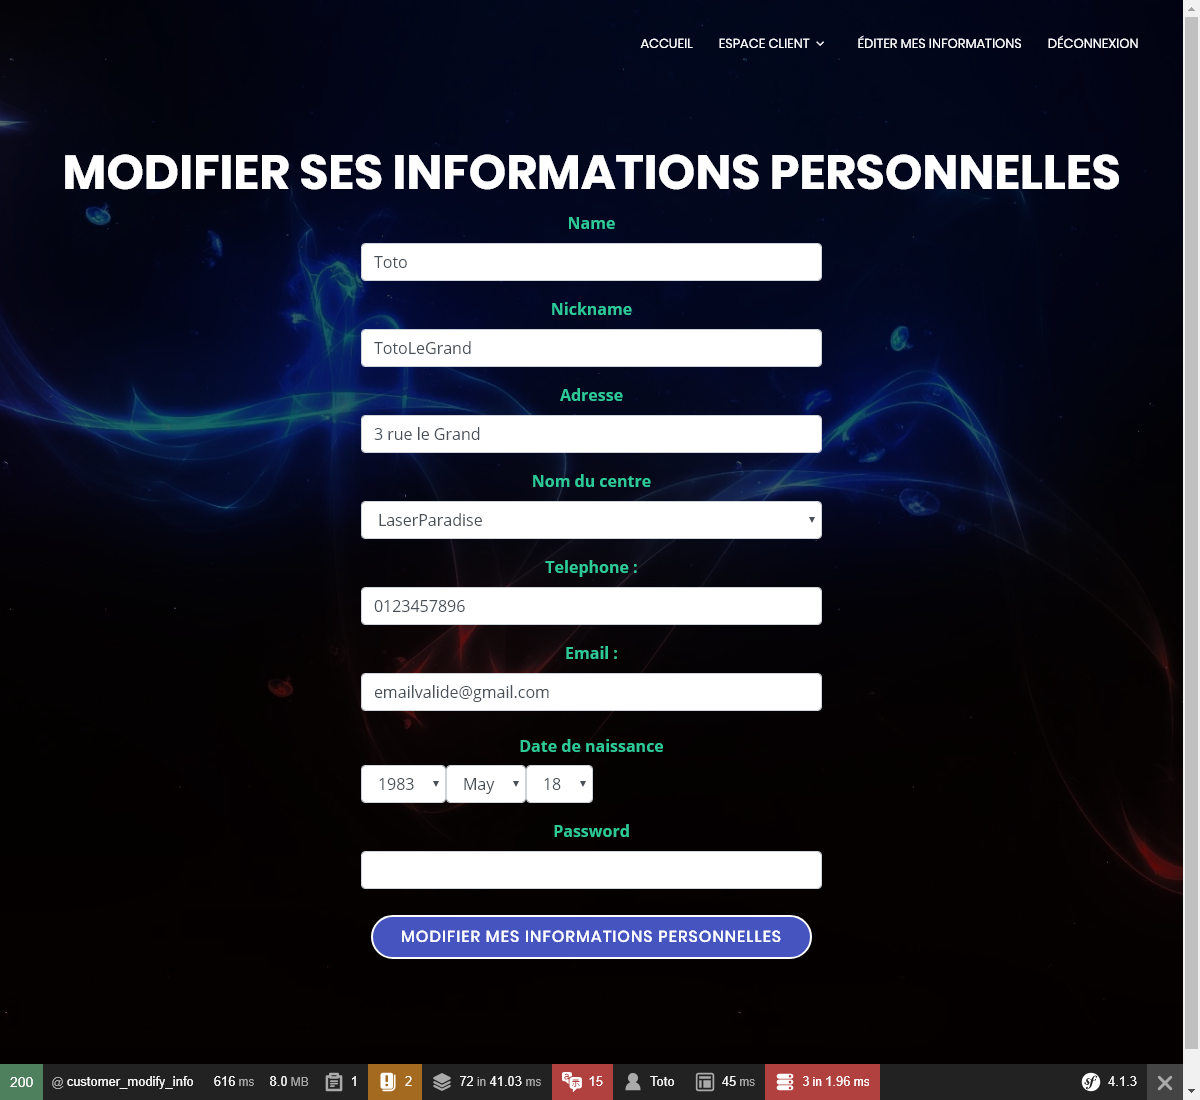 ACCUEIL ESPACE CLIENT ÉDITER MES INFORMATIONS DÉCONNEXION
MODIFIER SES INFORMATIONS PERSONNELLES
Name
Toto
Nickname
TotoLeGrand
Adresse
3 rue le Grand
Nom du centre
LaserParadise
Telephone :
0123457896
Email :
emailvalide@gmail.com
Date de naissance
1983 May 18
Password
MODIFIER MES INFORMATIONS PERSONNELLES
200 @ customer_modify_info 616 ms 8.0 MB 1 2 72 in 41.03 ms 15 Toto 45 ms 3 in 1.96 ms sf 4.1.3